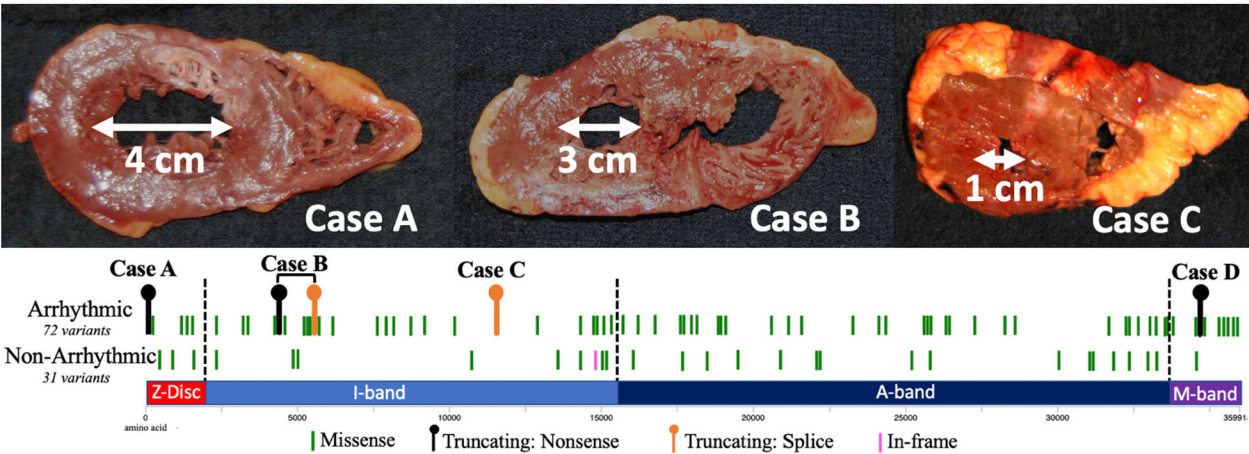 4 cm
Case A
3 cm
Case B
1 cm
Case C
Case A
Case B
Case C
Case D
Arrhythmic
72 variants
Non-Arrhythmic
31 variants
Z-Disc I-band A-band M-band
0 5000 10000 15000 20000 25000 30000 35991
amino acid
Missense Truncating: Nonsense Truncating: Splice In-frame